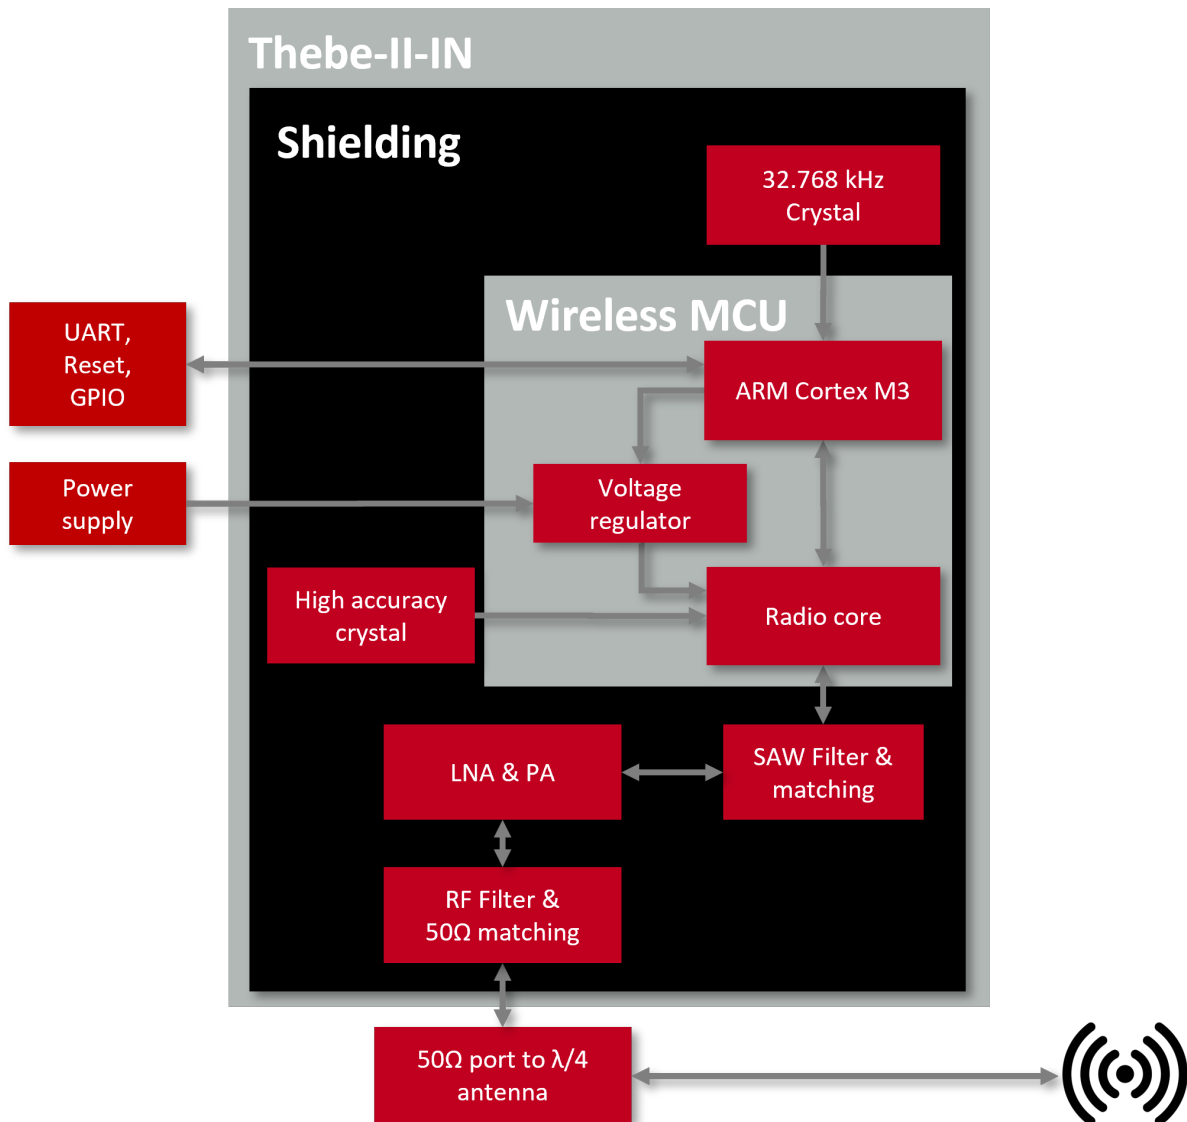 Thebe-II-IN
Shielding
32.768 kHz
Crystal
Wireless MCU
UART,
Reset,
GPIO
ARM Cortex M3
Power
supply
Voltage
regulator
High accuracy
crystal
Radio core
LNA & PA
SAW Filter &
matching
RF Filter &
50Ω matching
50Ω port to λ/4
antenna